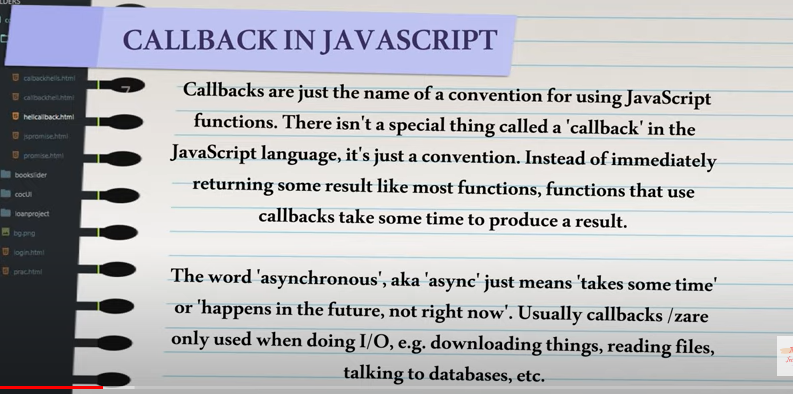 CALLBACK IN JAVASCRIPT
callbackhell.html
hellcallback.html
jspromise.html
promise.html
bookslider
cocUI
loanproject
bg.png
login.html
prac.html
Callbacks are just the name of a convention for using JavaScript
functions. There isn't a special thing called a 'callback' in the
JavaScript language, it's just a convention. Instead of immediately
returning some result like most functions, functions that use
callbacks take some time to produce a result.
The word 'asynchronous', aka 'async' just means 'takes some time'
or 'happens in the future, not right now'. Usually callbacks /zare
only used when doing I/O, e.g. downloading things, reading files,
talking to databases, etc.